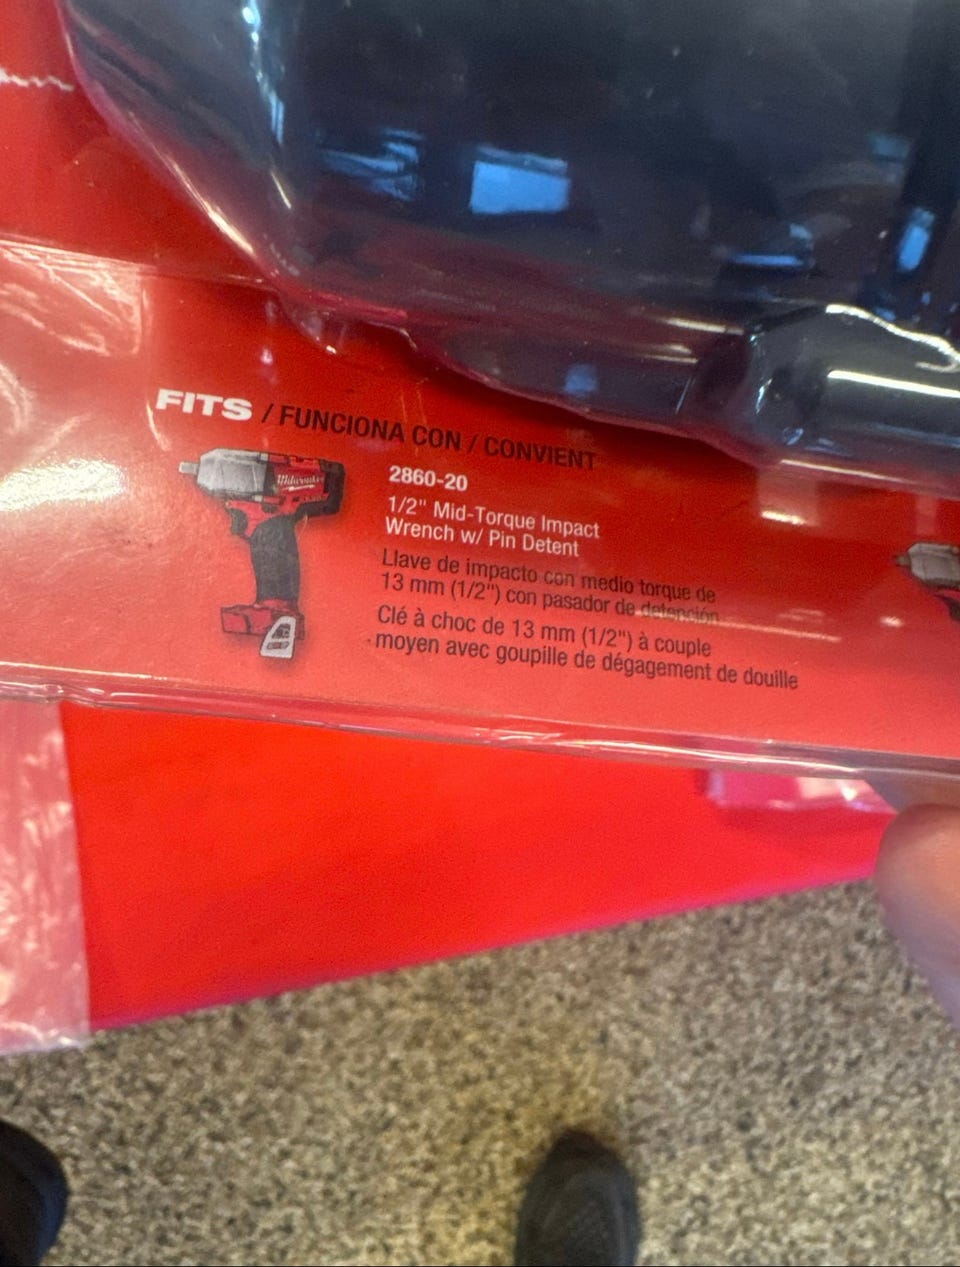 FITS / FUNCIONA CON / CONVIENT
2860-20
1/2" Mid-Torque Impact
Wrench w/ Pin Detent
Llave de impacto con medio torque de
13 mm (1/2") con pasador de detención
Clé à choc de 13 mm (1/2") à couple
moyen avec goupille de dégagement de douille
Milwaukee